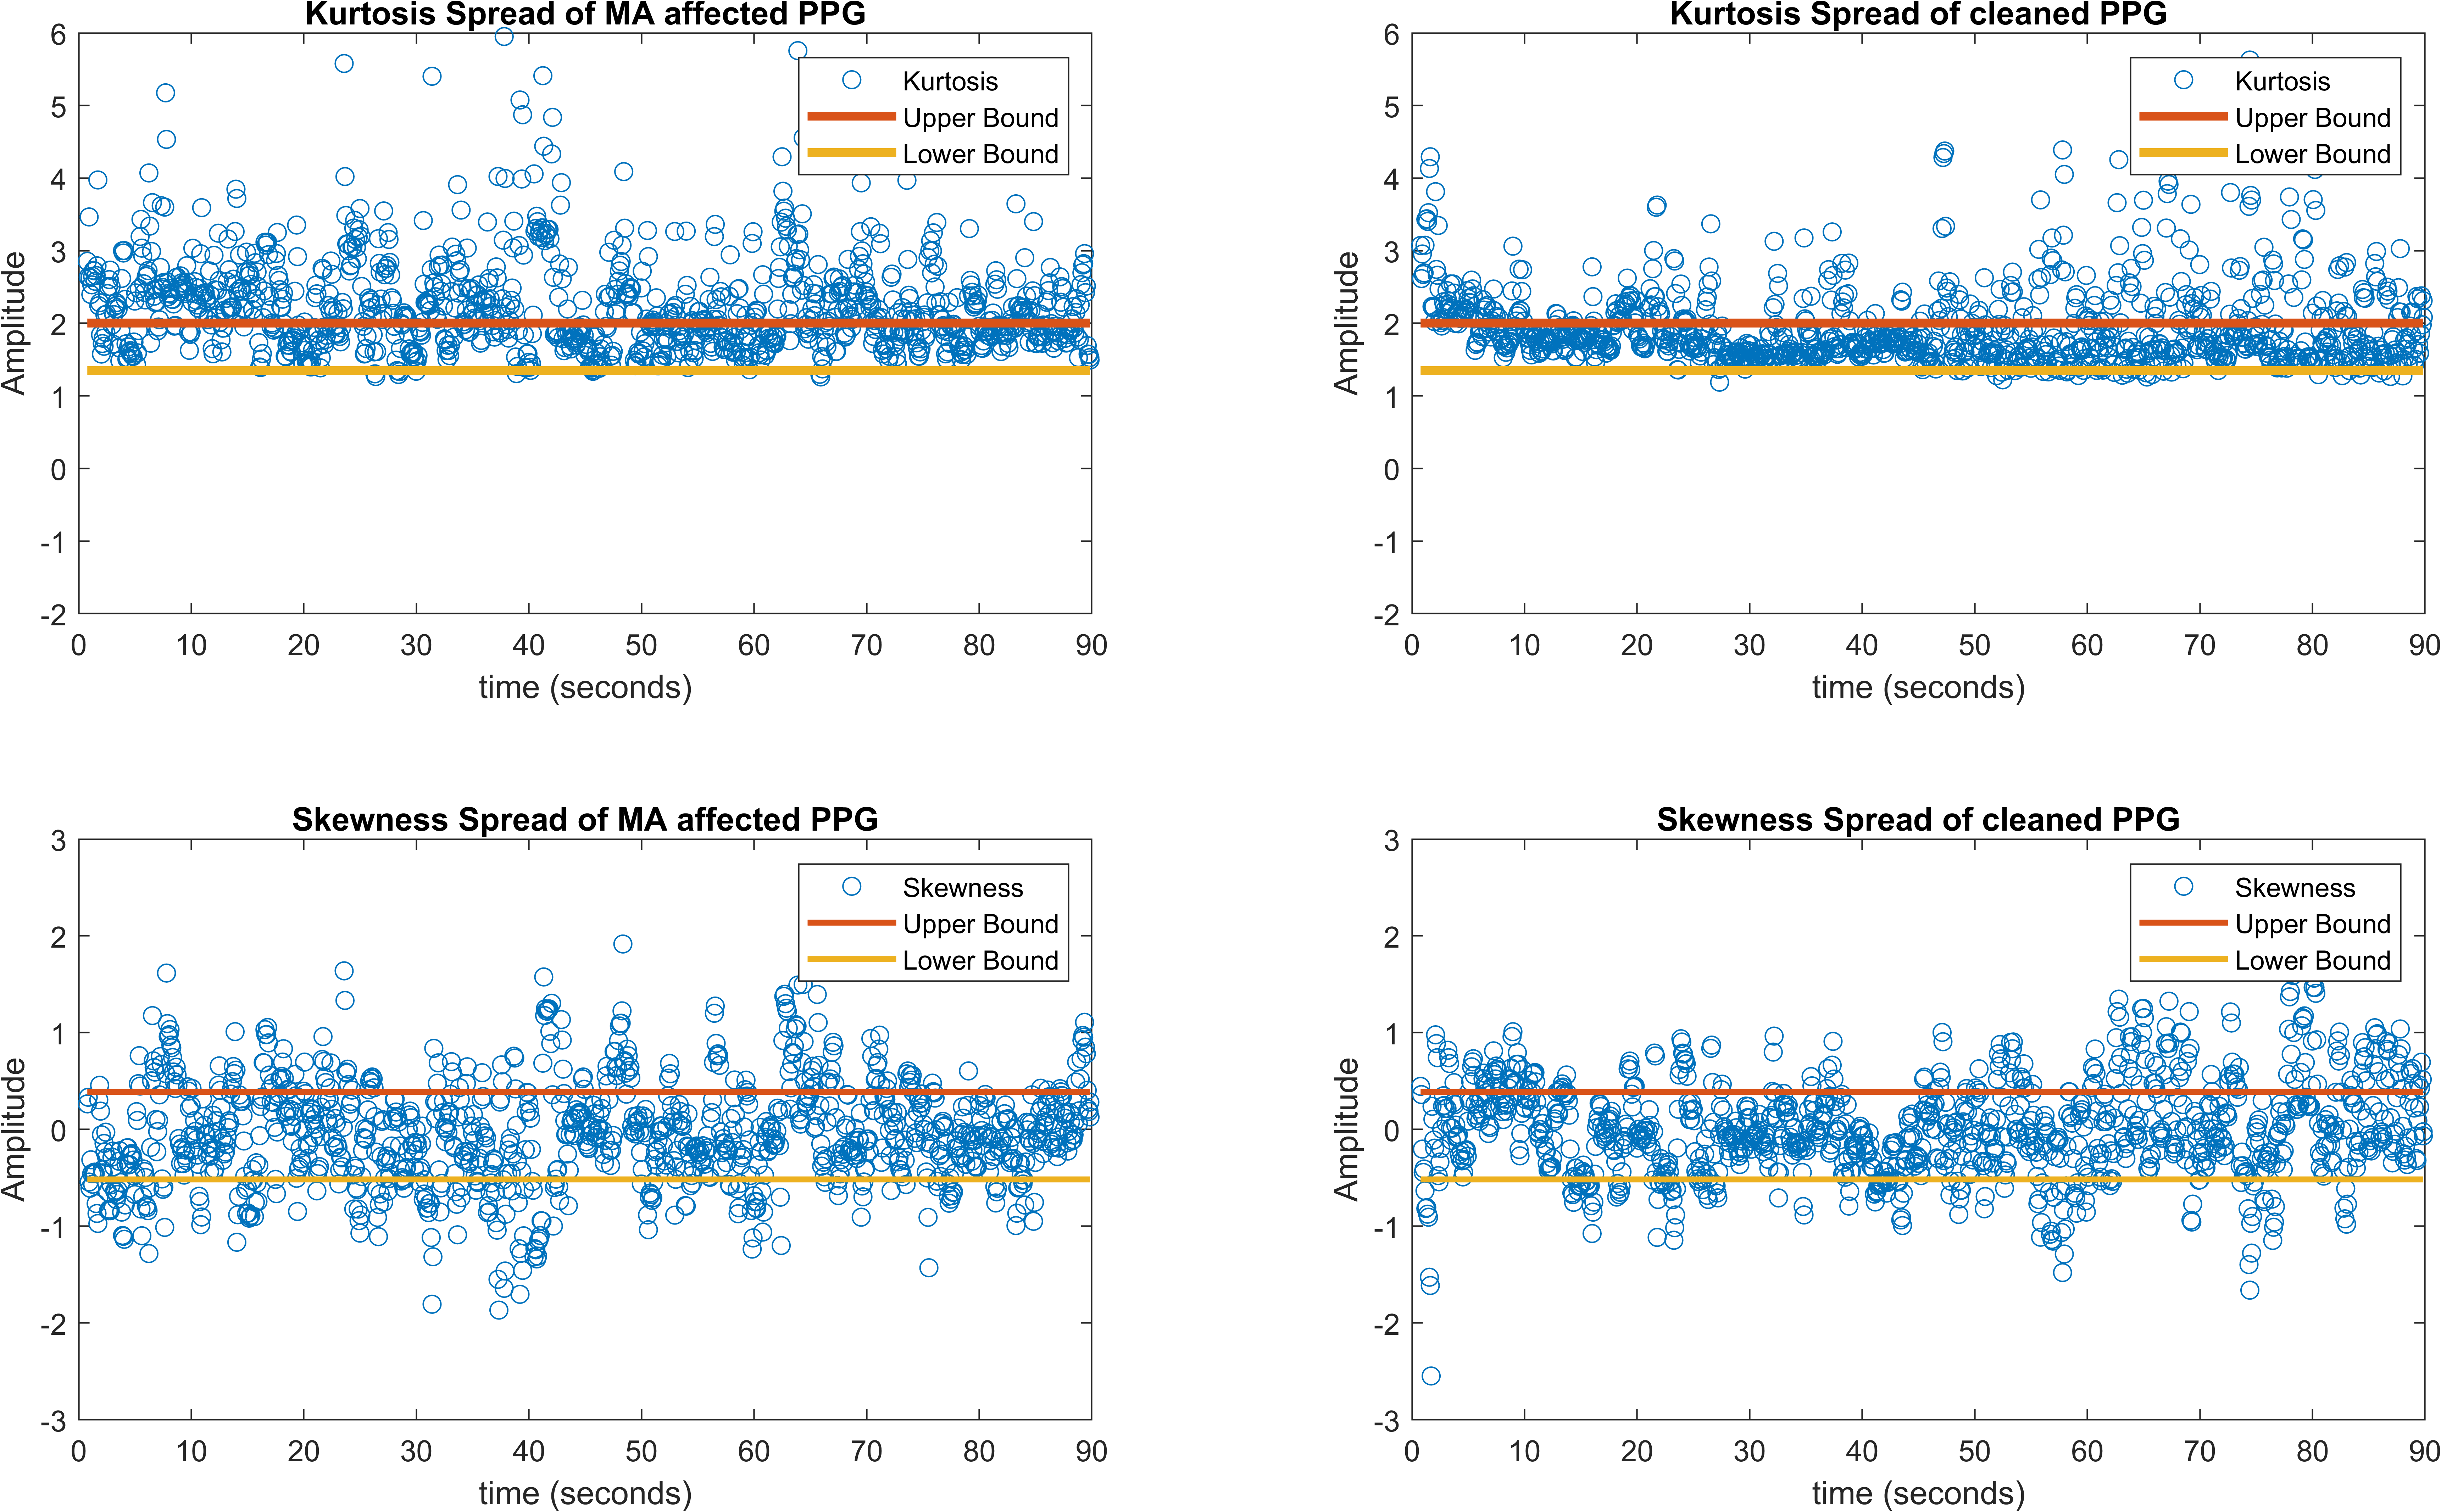 Kurtosis Spread of MA affected PPG
6
5
4
3
2
1
0
-1
-2
Amplitude
Kurtosis
Upper Bound
Lower Bound
0 10 20 30 40 50 60 70 80 90
time (seconds)
Kurtosis Spread of cleaned PPG
6
5
4
3
2
1
0
-1
-2
Amplitude
Kurtosis
Upper Bound
Lower Bound
0 10 20 30 40 50 60 70 80 90
time (seconds)
Skewness Spread of MA affected PPG
3
2
1
0
-1
-2
-3
Amplitude
Skewness
Upper Bound
Lower Bound
0 10 20 30 40 50 60 70 80 90
time (seconds)
Skewness Spread of cleaned PPG
3
2
1
0
-1
-2
-3
Amplitude
Skewness
Upper Bound
Lower Bound
0 10 20 30 40 50 60 70 80 90
time (seconds)